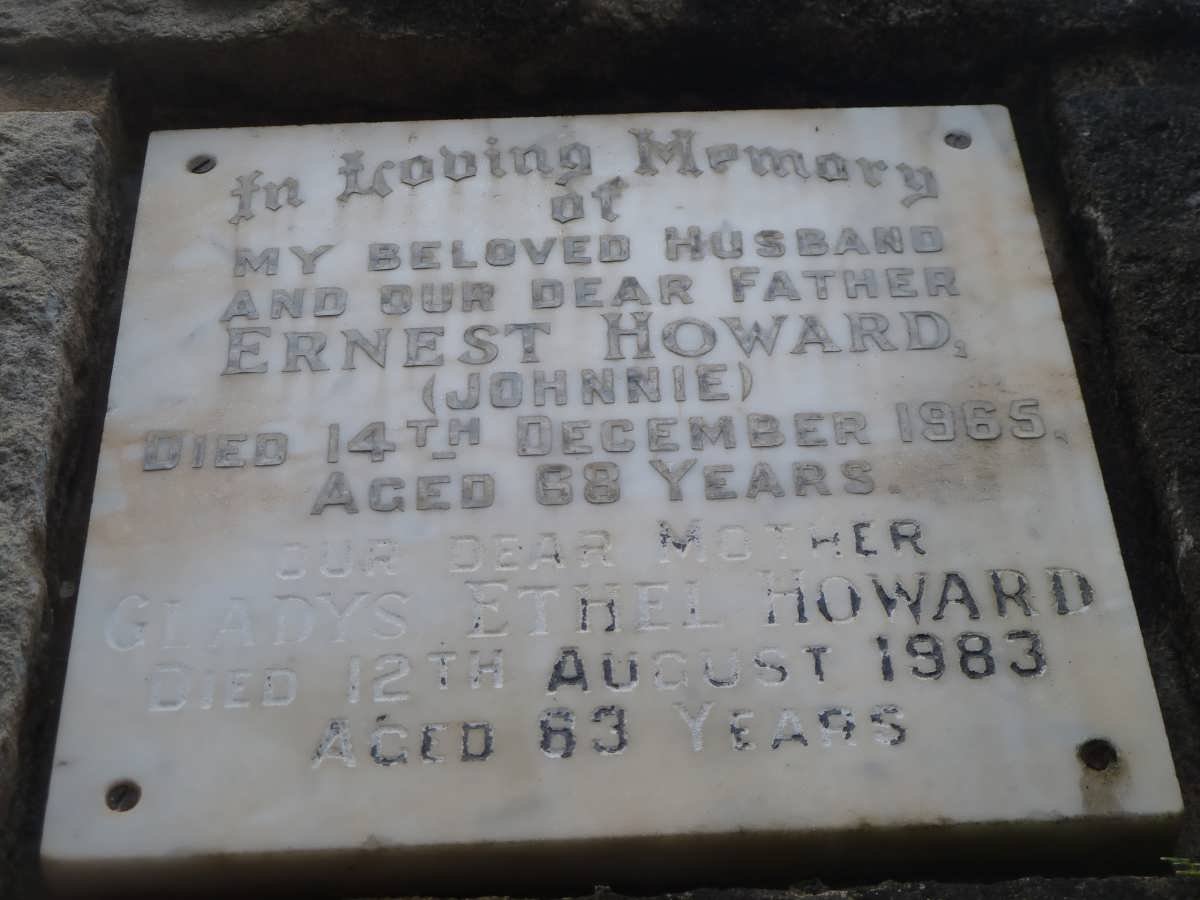 In Loving Memory
of
MY BELOVED HUSBAND
AND OUR DEAR FATHER
ERNEST HOWARD,
(JOHNNIE)
DIED 14TH DECEMBER 1965,
AGED 68 YEARS.
OUR DEAR MOTHER
GLADYS ETHEL HOWARD
DIED 12TH AUGUST 1983
AGED 63 YEARS